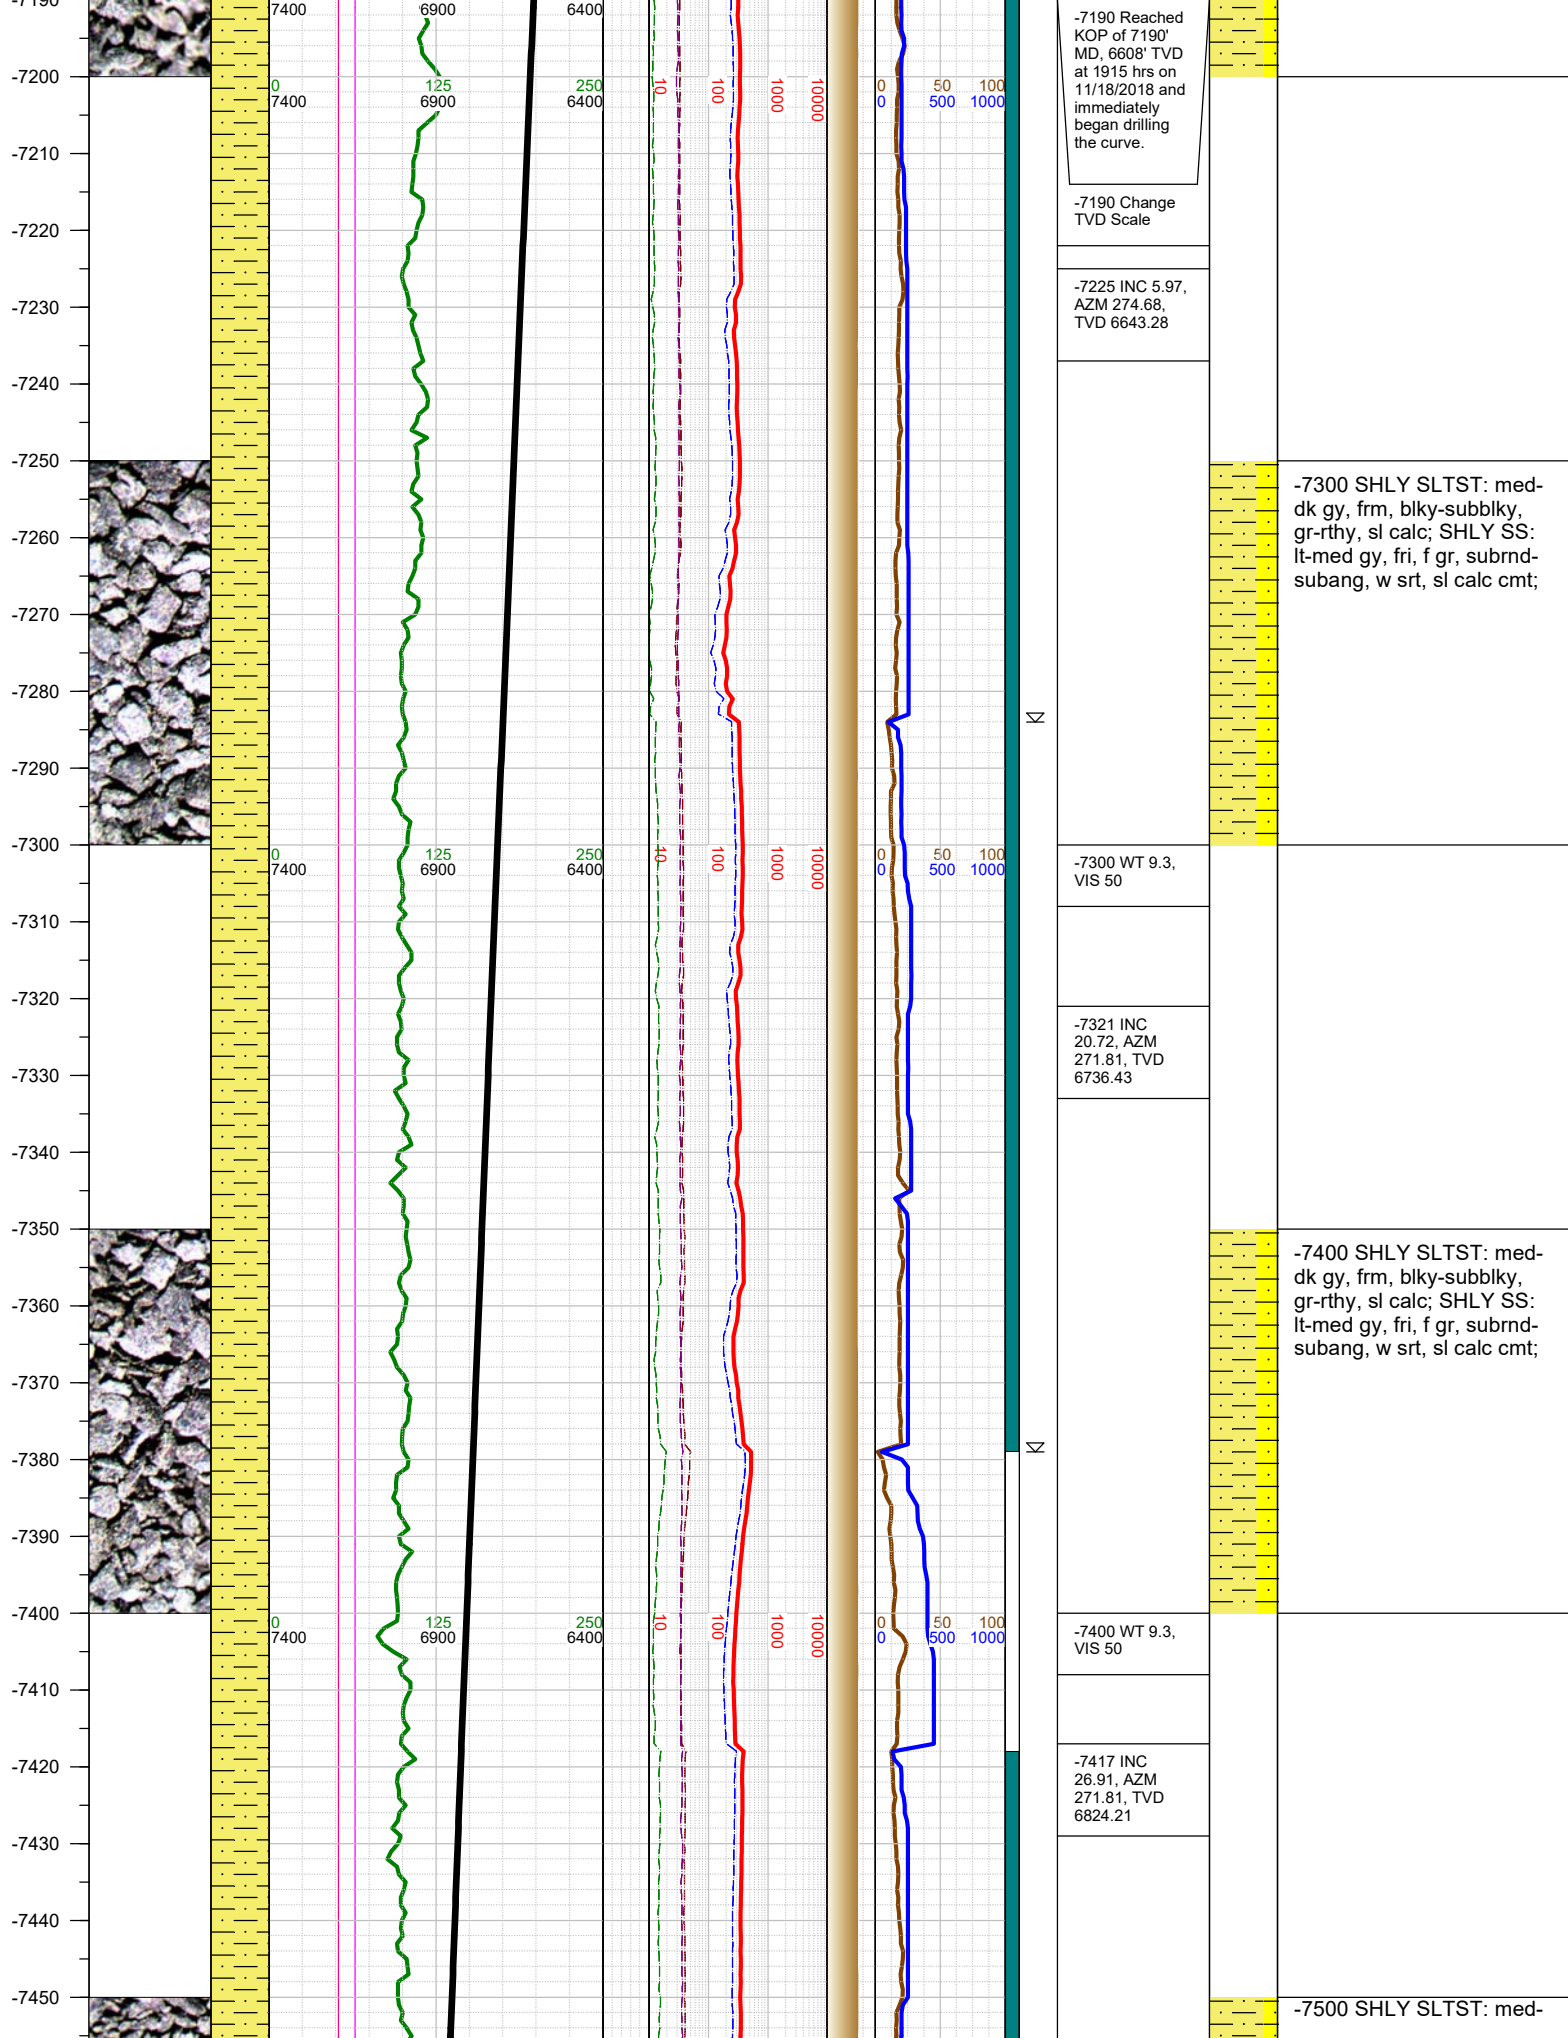 -7190
7400 6900 6400
-7190 Reached
KOP of 7190'
MD, 6608' TVD
at 1915 hrs on
11/18/2018 and
immediately
began drilling
the curve.
-7200
0 125 250 10 100 1000 10000 0 50 100
7400 6900 6400 0 500 1000
-7210
-7190 Change
TVD Scale
-7220
-7225 INC 5.97,
AZM 274.68,
TVD 6643.28
-7230
-7240
-7250
-7300 SHLY SLTST: med-
dk gy, frm, blky-subblky,
gr-rthy, sl calc; SHLY SS:
lt-med gy, fri, f gr, subrnd-
subang, w srt, sl calc cmt;
-7260
-7270
-7280
-7290
-7300
0 125 250 10 100 1000 10000 0 50 100
7400 6900 6400 0 500 1000
-7300 WT 9.3,
VIS 50
-7310
-7320
-7321 INC
20.72, AZM
271.81, TVD
6736.43
-7330
-7340
-7350
-7400 SHLY SLTST: med-
dk gy, frm, blky-subblky,
gr-rthy, sl calc; SHLY SS:
lt-med gy, fri, f gr, subrnd-
subang, w srt, sl calc cmt;
-7360
-7370
-7380
-7390
-7400
0 125 250 10 100 1000 10000 0 50 100
7400 6900 6400 0 500 1000
-7400 WT 9.3,
VIS 50
-7410
-7417 INC
26.91, AZM
271.81, TVD
6824.21
-7420
-7430
-7440
-7450
-7500 SHLY SLTST: med-